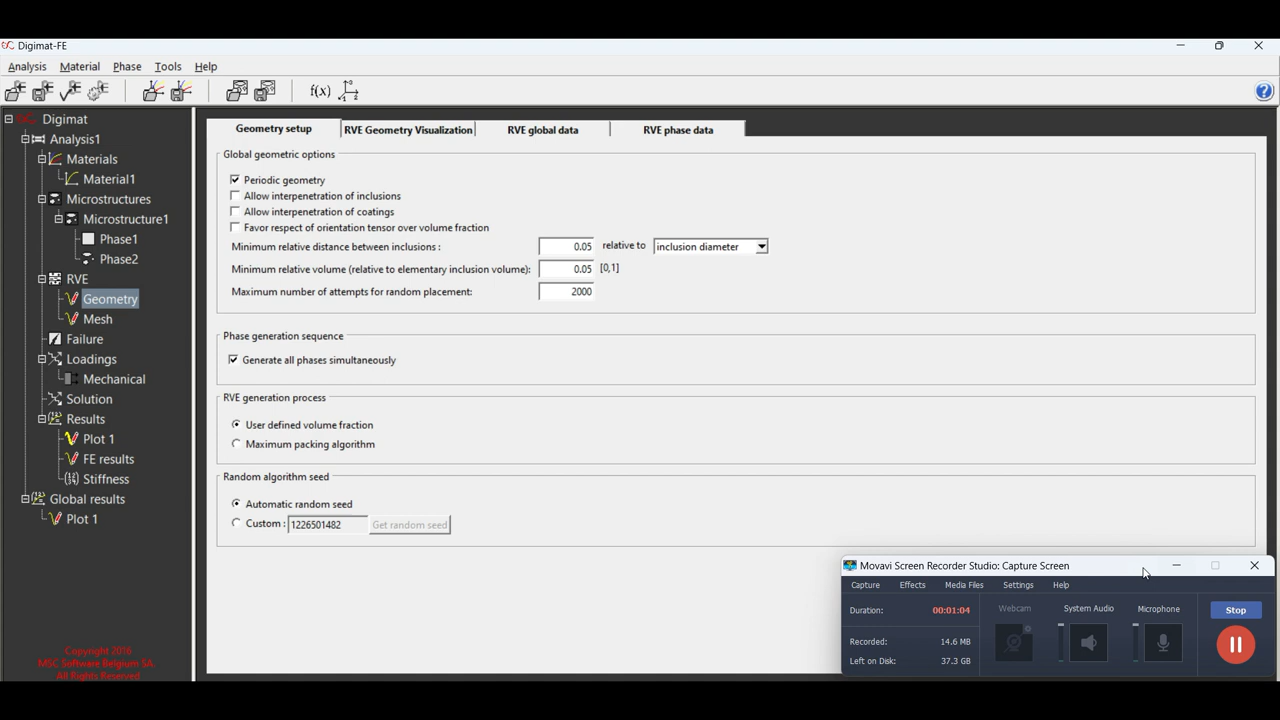 Digimat-FE
Analysis Material Phase Tools Help
f(x)
Digimat
Analysis1
Materials
Material1
Microstructures
Microstructure1
Phase1
Phase2
RVE
Geometry
Mesh
Failure
Loadings
Mechanical
Solution
Results
Plot 1
FE results
Stiffness
Global results
Plot 1
Copyright 2016
MSC Software Belgium SA.
All Rights Reserved
Geometry setup RVE Geometry Visualization RVE global data RVE phase data
Global geometric options
Periodic geometry
Allow interpenetration of inclusions
Allow interpenetration of coatings
Favor respect of orientation tensor over volume fraction
Minimum relative distance between inclusions : 0.05 relative to inclusion diameter
Minimum relative volume (relative to elementary inclusion volume): 0.05 [0,1]
Maximum number of attempts for random placement: 2000
Phase generation sequence
Generate all phases simultaneously
RVE generation process
User defined volume fraction
Maximum packing algorithm
Random algorithm seed
Automatic random seed
Custom : 1226501482 Get random seed
Movavi Screen Recorder Studio: Capture Screen
Capture Effects Media Files Settings Help
Duration: 00:01:04
Recorded: 14.6 MB
Left on Disk: 37.3 GB
Webcam System Audio Microphone
Stop